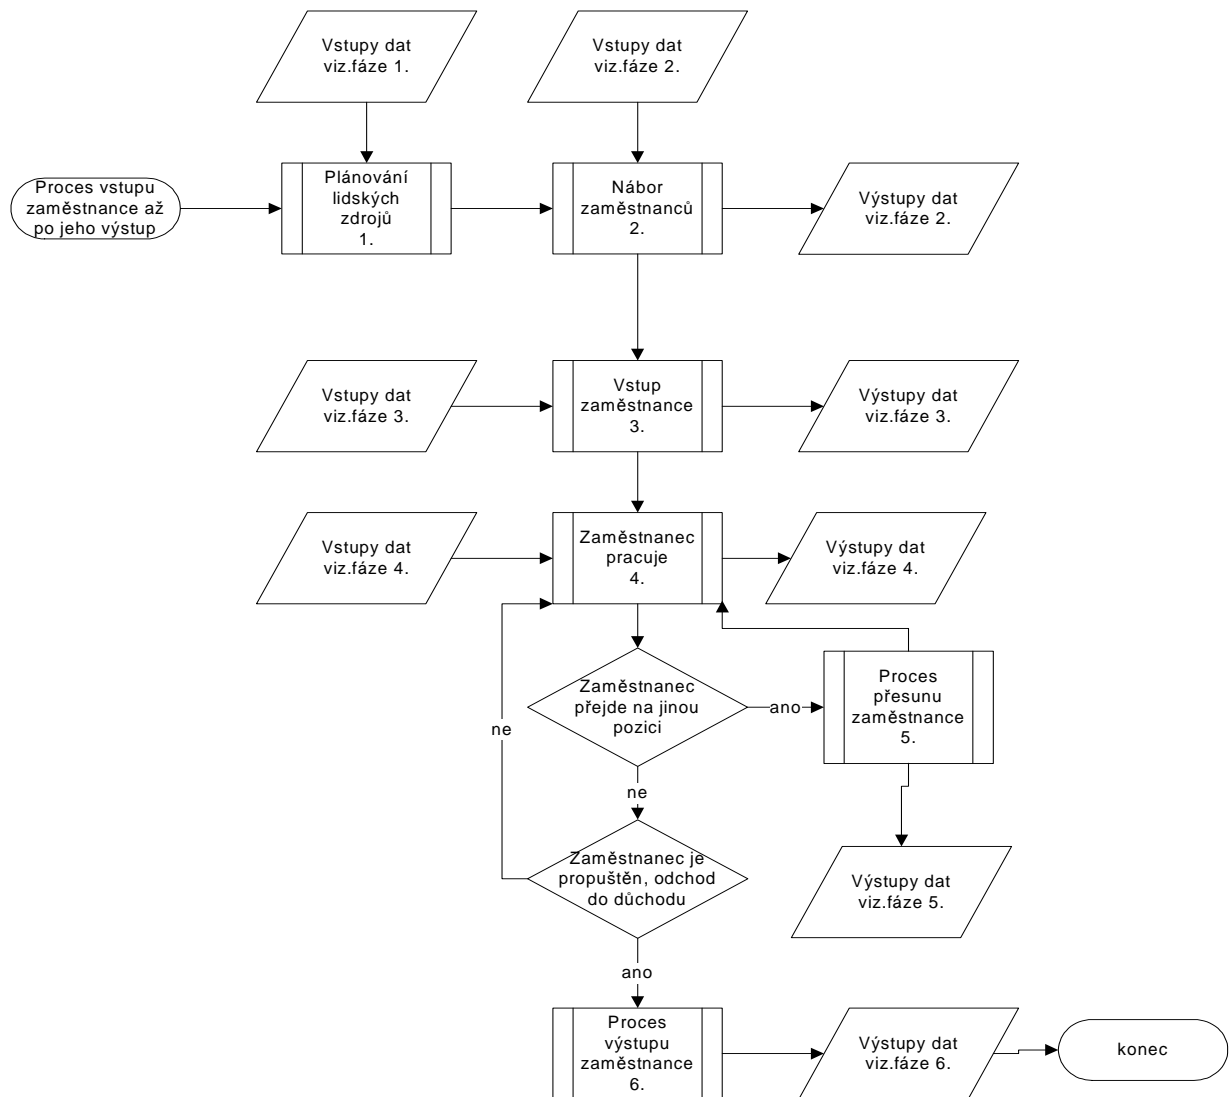 Vstupy dat
viz.fáze 1.
Vstupy dat
viz.fáze 2.
Proces vstupu
zaměstnance až
po jeho výstup
Plánování
lidských
zdrojů
1.
Nábor
zaměstnanců
2.
Výstupy dat
viz.fáze 2.
Vstupy dat
viz.fáze 3.
Vstup
zaměstnance
3.
Výstupy dat
viz.fáze 3.
Vstupy dat
viz.fáze 4.
Zaměstnanec
pracuje
4.
Výstupy dat
viz.fáze 4.
Zaměstnanec
přejde na jinou
pozici
ano
Proces
přesunu
zaměstnance
5.
ne
ne
Zaměstnanec je
propuštěn, odchod
do důchodu
Výstupy dat
viz.fáze 5.
ano
Proces
výstupu
zaměstnance
6.
Výstupy dat
viz.fáze 6.
konec